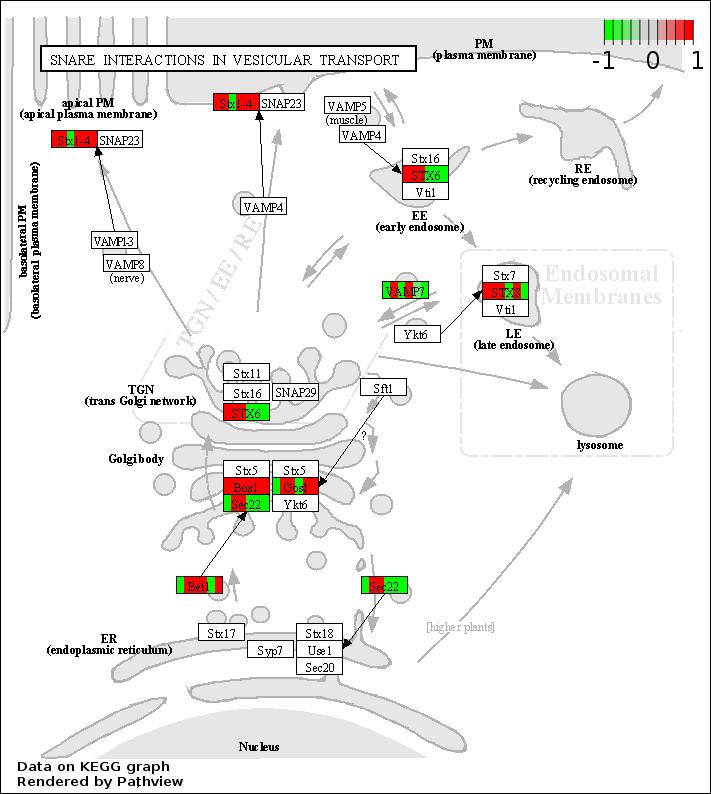 SNARE INTERACTIONS IN VESICULAR TRANSPORT
PM
(plasma membrane)
-1 0 1
apical PM
(apical plasma membrane)
Stx1-4 SNAP23
Stx1-4 SNAP23
VAMP5
(muscle)
VAMP4
Stx16
STX6
Vti1
EE
(early endosome)
RE
(recycling endosome)
basolateral PM
(basolateral plasma membrane)
VAMP4
VAMP1-3
VAMP8
(nerve)
TGN / EE / RE
Endosomal
Membranes
Stx7
STX8
Vti1
LE
(late endosome)
VAMP7
Ykt6
lysosome
TGN
(trans Golgi network)
Stx11
Stx16 SNAP29
STX6
Sft1
?
Golgi body
Stx5 Stx5
Bos1 Gos1
Sec22 Ykt6
Bet1
Sec22
[higher plants]
ER
(endoplasmic reticulum)
Stx17
Syp7
Stx18
Use1
Sec20
Nucleus
Data on KEGG graph
Rendered by Pathview